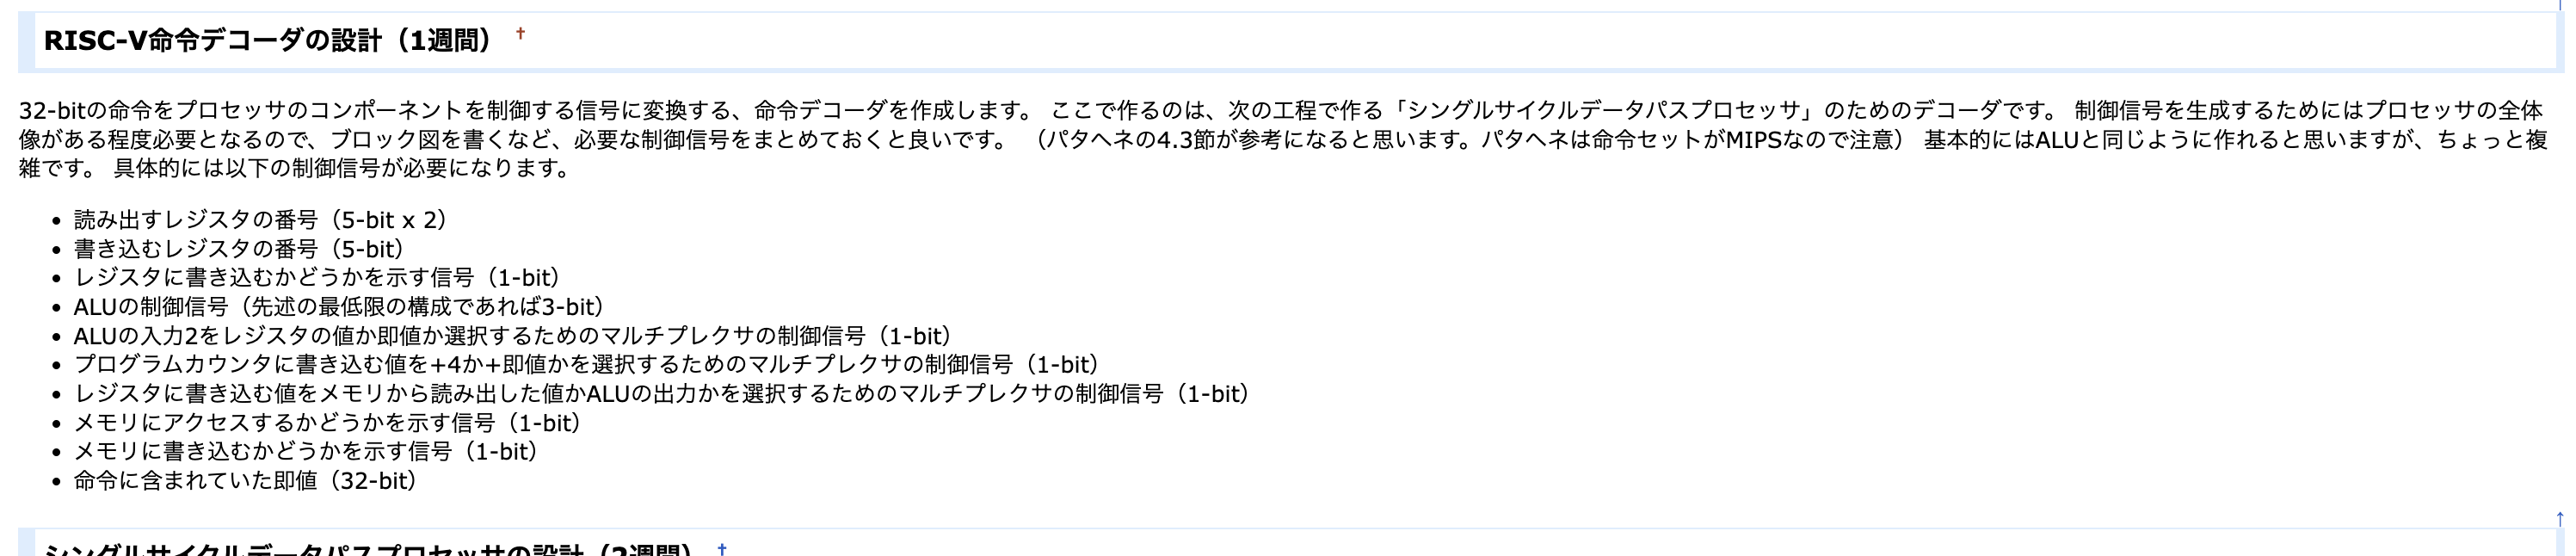 RISC-V命令デコーダの設計（1週間） †
32-bitの命令をプロセッサのコンポーネントを制御する信号に変換する、命令デコーダを作成します。 ここで作るのは、次の工程で作る「シングルサイクルデータパスプロセッサ」のためのデコーダです。 制御信号を生成するためにはプロセッサの全体
像がある程度必要となるので、ブロック図を書くなど、必要な制御信号をまとめておくと良いです。 （パタヘネの4.3節が参考になると思います。パタヘネは命令セットがMIPSなので注意） 基本的にはALUと同じように作れると思いますが、ちょっと複
雑です。 具体的には以下の制御信号が必要になります。
• 読み出すレジスタの番号（5-bit x 2）
• 書き込むレジスタの番号（5-bit）
• レジスタに書き込むかどうかを示す信号（1-bit）
• ALUの制御信号（先述の最低限の構成であれば3-bit）
• ALUの入力2をレジスタの値か即値か選択するためのマルチプレクサの制御信号（1-bit）
• プログラムカウンタに書き込む値を+4か+即値かを選択するためのマルチプレクサの制御信号（1-bit）
• レジスタに書き込む値をメモリから読み出した値かALUの出力かを選択するためのマルチプレクサの制御信号（1-bit）
• メモリにアクセスするかどうかを示す信号（1-bit）
• メモリに書き込むかどうかを示す信号（1-bit）
• 命令に含まれていた即値（32-bit）
↑
シングルサイクルデータパスプロセッサの設計（2週間） †